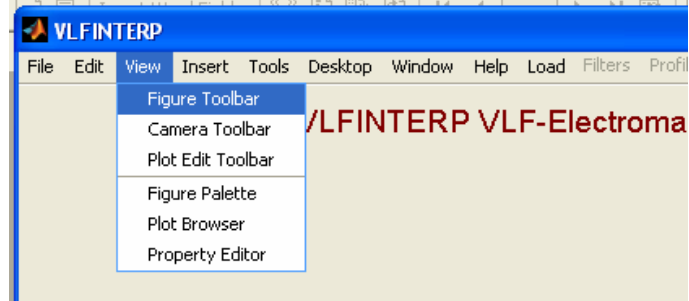 VLFINTERP
File Edit View Insert Tools Desktop Window Help Load Filters
Figure Toolbar
VLFINTERP VLF-Electroma
Camera Toolbar
Plot Edit Toolbar
Figure Palette
Plot Browser
Property Editor